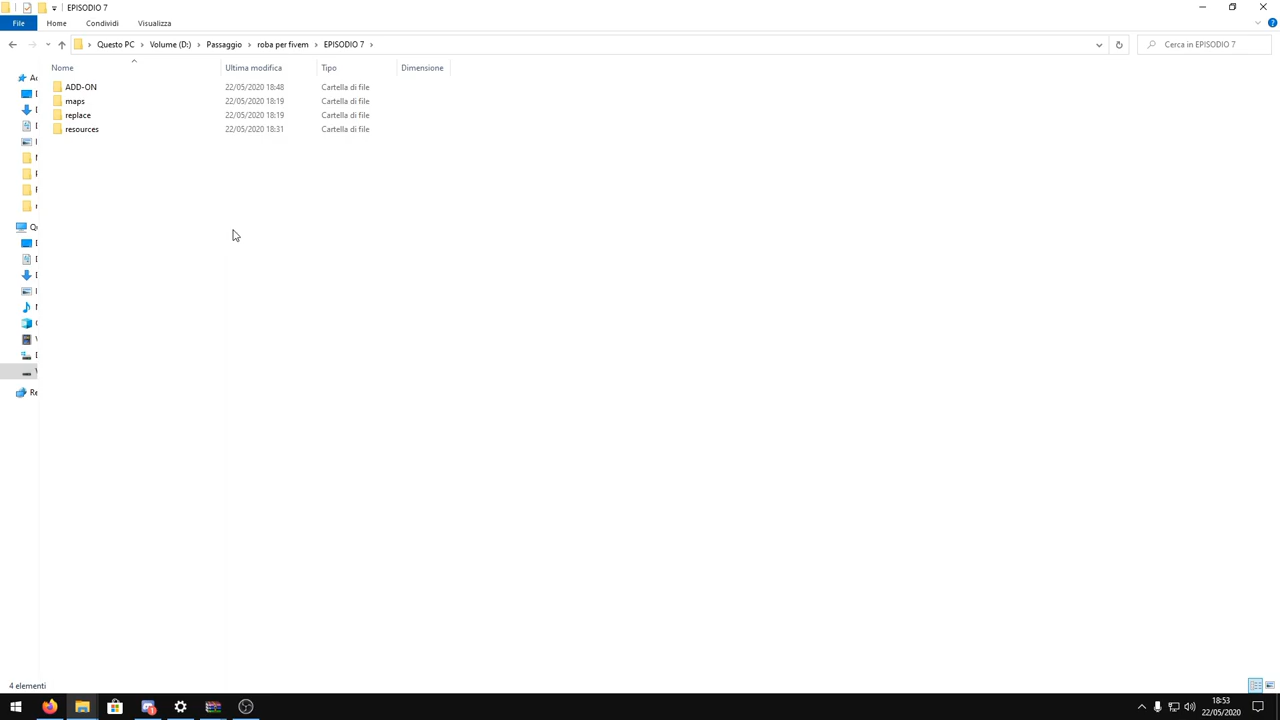 EPISODIO 7
File Home Condividi Visualizza
Questo PC Volume (D:) Passaggio roba per fivem EPISODIO 7
Cerca in EPISODIO 7
Nome Ultima modifica Tipo Dimensione
ADD-ON 22/05/2020 18:48 Cartella di file
maps 22/05/2020 18:19 Cartella di file
replace 22/05/2020 18:19 Cartella di file
resources 22/05/2020 18:31 Cartella di file
4 elementi
18:53
22/05/2020